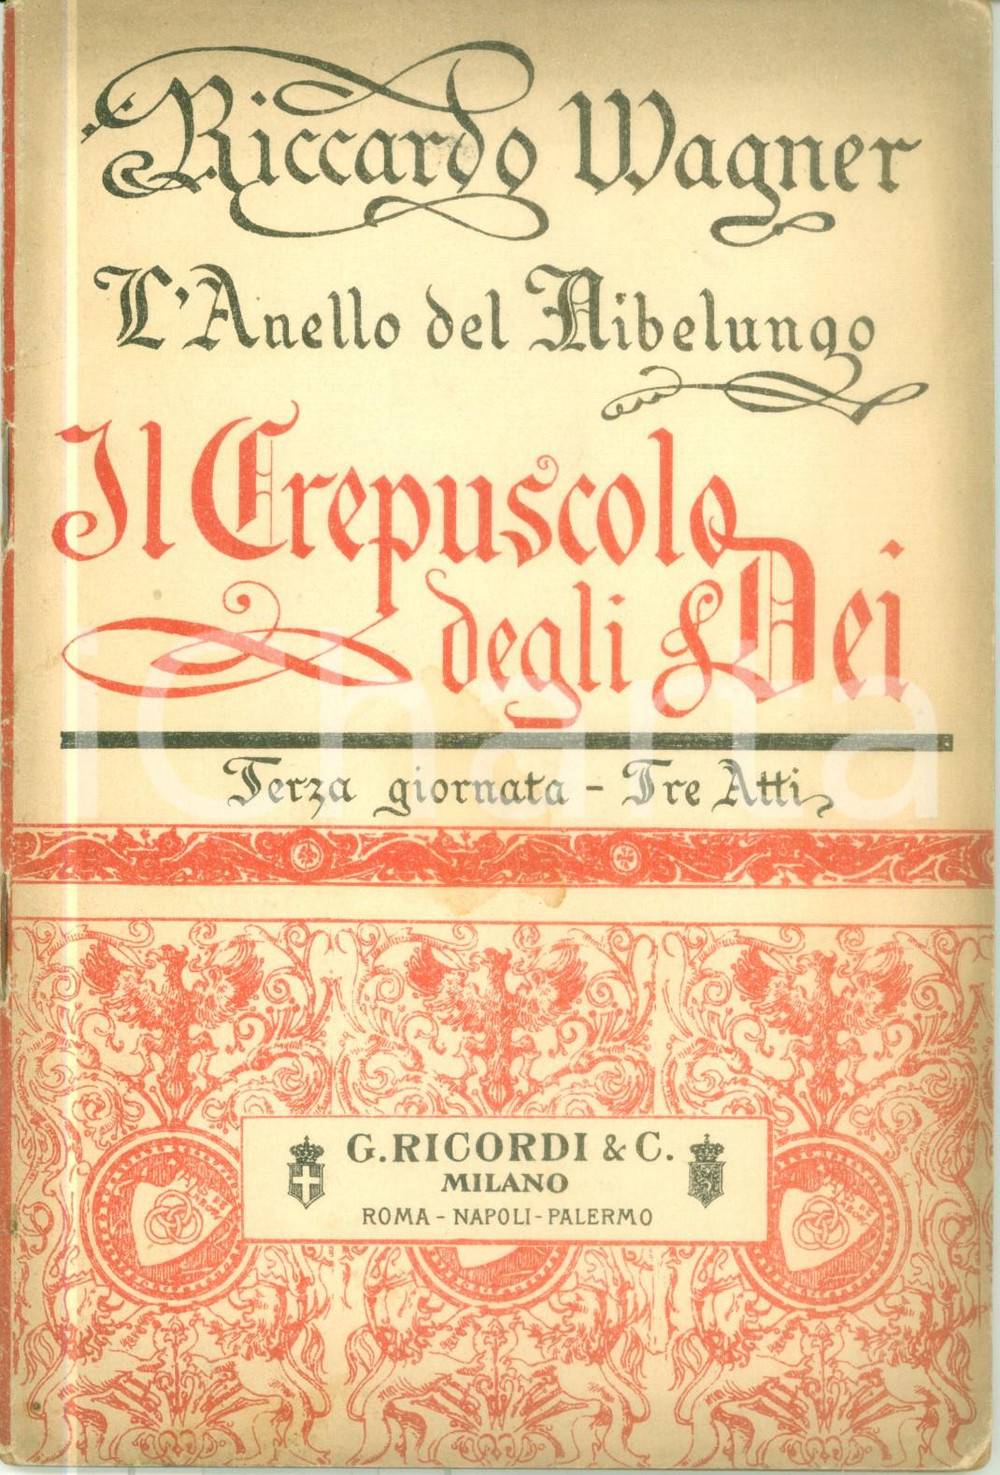 Riccardo Wagner
L'Anello del Nibelungo
Il Crepuscolo
degli Dei
Terza giornata - Tre Atti
G. RICORDI & C.
MILANO
ROMA - NAPOLI - PALERMO